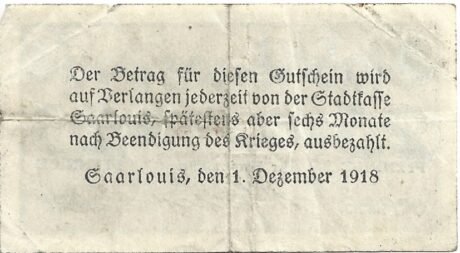 Der Betrag für diesen Gutschein wird
auf Verlangen jederzeit von der Stadtkasse
Saarlouis, spätestens aber sechs Monate
nach Beendigung des Krieges, ausbezahlt.
Saarlouis, den 1. Dezember 1918